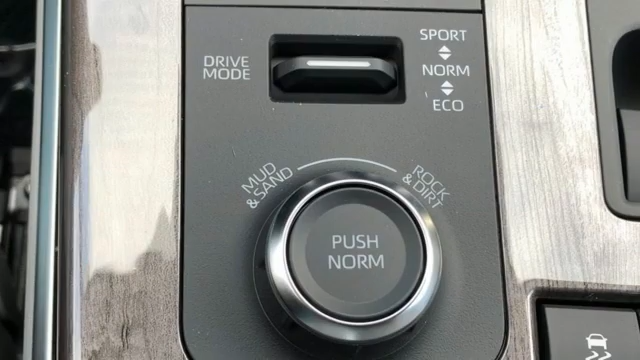 SPORT
DRIVE
MODE
NORM
ECO
MUD
& SAND
ROCK
& DIRT
PUSH
NORM